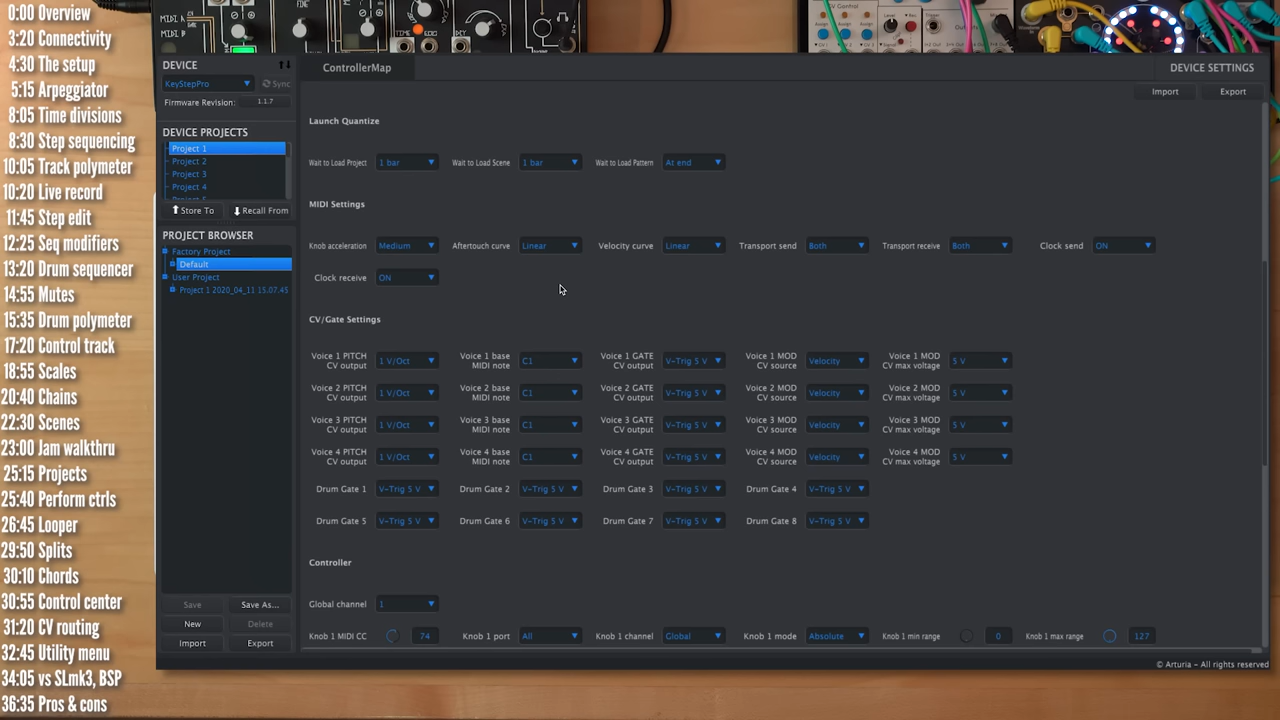 0:00 Overview
3:20 Connectivity
4:30 The setup
5:15 Arpeggiator
8:05 Time divisions
8:30 Step sequencing
10:05 Track polymeter
10:20 Live record
11:45 Step edit
12:25 Seq modifiers
13:20 Drum sequencer
14:55 Mutes
15:35 Drum polymeter
17:20 Control track
18:55 Scales
20:40 Chains
22:30 Scenes
23:00 Jam walkthru
25:15 Projects
25:40 Perform ctrls
26:45 Looper
29:50 Splits
30:10 Chords
30:55 Control center
31:20 CV routing
32:45 Utility menu
34:05 vs SLmk3, BSP
36:35 Pros & cons
MIDI A
MIDI B
FINE
TIME
CV Control
CV 1
CV 2
CV 3
Level
DEVICE
KeyStepPro
Sync
Firmware Revision: 1.1.7
DEVICE PROJECTS
Project 1
Project 2
Project 3
Project 4
Store To
Recall From
PROJECT BROWSER
Factory Project
Default
User Project
Project 1 2020_04_11 15.07.45
Save
Save As...
New
Delete
Import
Export
ControllerMap
DEVICE SETTINGS
Import
Export
Launch Quantize
Wait to Load Project 1 bar Wait to Load Scene 1 bar Wait to Load Pattern At end
MIDI Settings
Knob acceleration Medium Aftertouch curve Linear Velocity curve Linear Transport send Both Transport receive Both Clock send ON
Clock receive ON
CV/Gate Settings
Voice 1 PITCH CV output 1 V/Oct Voice 1 base MIDI note C1 Voice 1 GATE CV output V-Trig 5 V Voice 1 MOD CV source Velocity Voice 1 MOD CV max voltage 5 V
Voice 2 PITCH CV output 1 V/Oct Voice 2 base MIDI note C1 Voice 2 GATE CV output V-Trig 5 V Voice 2 MOD CV source Velocity Voice 2 MOD CV max voltage 5 V
Voice 3 PITCH CV output 1 V/Oct Voice 3 base MIDI note C1 Voice 3 GATE CV output V-Trig 5 V Voice 3 MOD CV source Velocity Voice 3 MOD CV max voltage 5 V
Voice 4 PITCH CV output 1 V/Oct Voice 4 base MIDI note C1 Voice 4 GATE CV output V-Trig 5 V Voice 4 MOD CV source Velocity Voice 4 MOD CV max voltage 5 V
Drum Gate 1 V-Trig 5 V Drum Gate 2 V-Trig 5 V Drum Gate 3 V-Trig 5 V Drum Gate 4 V-Trig 5 V
Drum Gate 5 V-Trig 5 V Drum Gate 6 V-Trig 5 V Drum Gate 7 V-Trig 5 V Drum Gate 8 V-Trig 5 V
Controller
Global channel 1
Knob 1 MIDI CC 74 Knob 1 port All Knob 1 channel Global Knob 1 mode Absolute Knob 1 min range 0 Knob 1 max range 127
© Arturia - All rights reserved